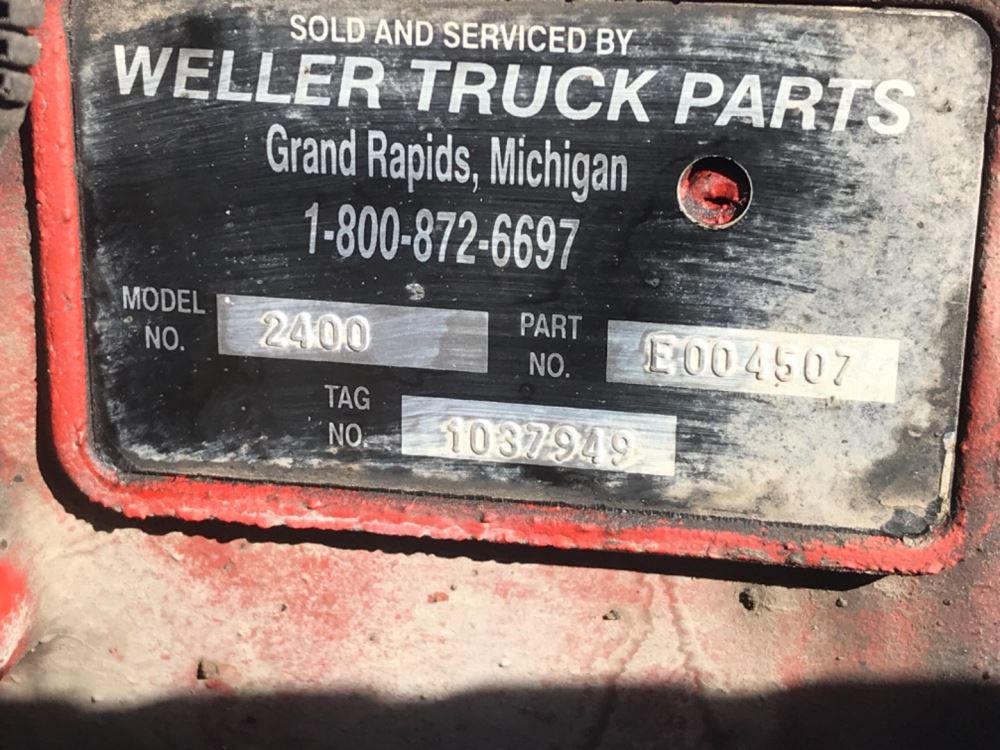 SOLD AND SERVICED BY
WELLER TRUCK PARTS
Grand Rapids, Michigan
1-800-872-6697
MODEL NO. 2400 PART NO. E004507
TAG NO. 1037949